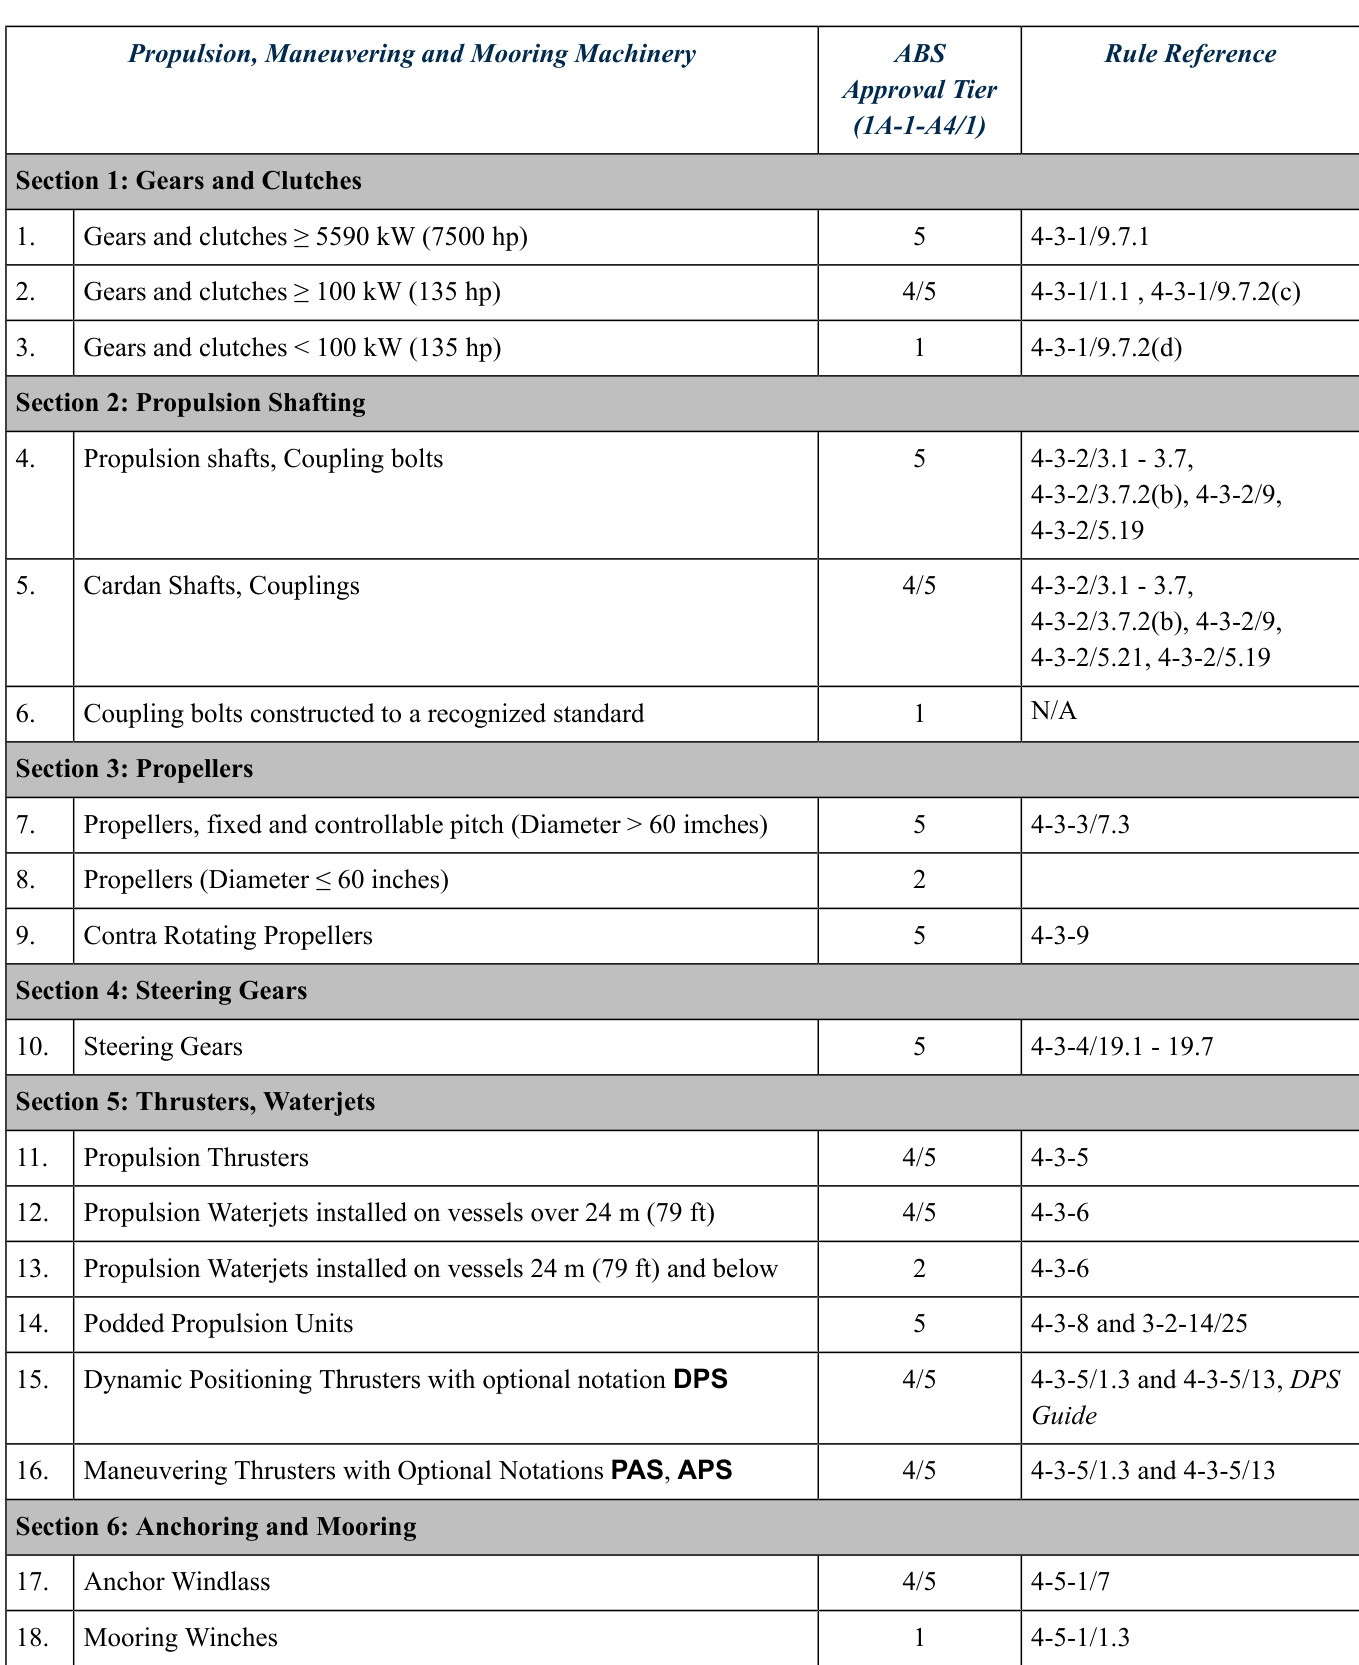 Propulsion, Maneuvering and Mooring Machinery
ABS
Approval Tier
(1A-1-A4/1)
Rule Reference
Section 1: Gears and Clutches
1. Gears and clutches ≥ 5590 kW (7500 hp) 5 4-3-1/9.7.1
2. Gears and clutches ≥ 100 kW (135 hp) 4/5 4-3-1/1.1 , 4-3-1/9.7.2(c)
3. Gears and clutches < 100 kW (135 hp) 1 4-3-1/9.7.2(d)
Section 2: Propulsion Shafting
4. Propulsion shafts, Coupling bolts 5 4-3-2/3.1 - 3.7,
4-3-2/3.7.2(b), 4-3-2/9,
4-3-2/5.19
5. Cardan Shafts, Couplings 4/5 4-3-2/3.1 - 3.7,
4-3-2/3.7.2(b), 4-3-2/9,
4-3-2/5.21, 4-3-2/5.19
6. Coupling bolts constructed to a recognized standard 1 N/A
Section 3: Propellers
7. Propellers, fixed and controllable pitch (Diameter > 60 imches) 5 4-3-3/7.3
8. Propellers (Diameter ≤ 60 inches) 2
9. Contra Rotating Propellers 5 4-3-9
Section 4: Steering Gears
10. Steering Gears 5 4-3-4/19.1 - 19.7
Section 5: Thrusters, Waterjets
11. Propulsion Thrusters 4/5 4-3-5
12. Propulsion Waterjets installed on vessels over 24 m (79 ft) 4/5 4-3-6
13. Propulsion Waterjets installed on vessels 24 m (79 ft) and below 2 4-3-6
14. Podded Propulsion Units 5 4-3-8 and 3-2-14/25
15. Dynamic Positioning Thrusters with optional notation DPS 4/5 4-3-5/1.3 and 4-3-5/13, DPS
Guide
16. Maneuvering Thrusters with Optional Notations PAS, APS 4/5 4-3-5/1.3 and 4-3-5/13
Section 6: Anchoring and Mooring
17. Anchor Windlass 4/5 4-5-1/7
18. Mooring Winches 1 4-5-1/1.3